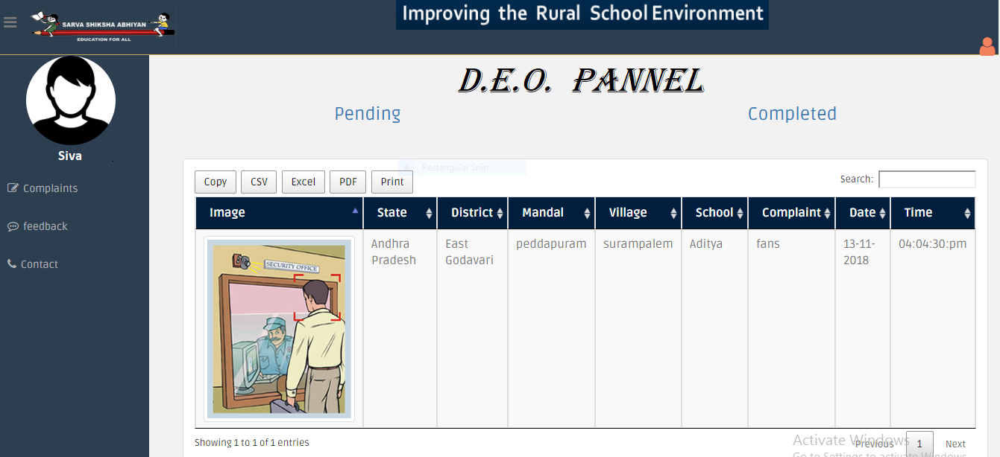 Improving the Rural School Environment
SARVA SHIKSHA ABHIYAN
EDUCATION FOR ALL
D.E.O. PANNEL
Pending Completed
Siva
Complaints
feedback
Contact
Rectangular Snip
Copy CSV Excel PDF Print Search:
Image State District Mandal Village School Complaint Date Time
SECURITY OFFICE
Andhra East peddapuram surampalem Aditya fans 13-11- 04:04:30:pm
Pradesh Godavari 2018
Showing 1 to 1 of 1 entries
Previous 1 Next
Activate Windows
Go to Settings to activate Windows.